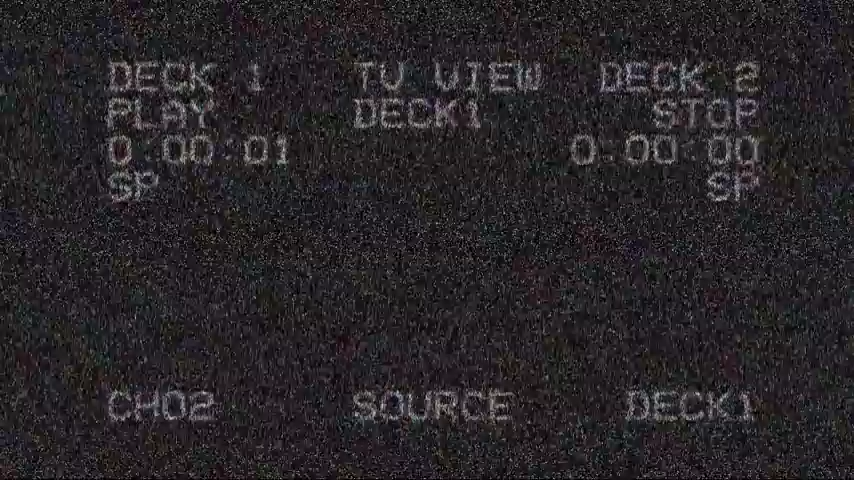 DECK 1 TV VIEW DECK 2
PLAY DECK1 STOP
0:00:01 0:00:00
SP SP
CH02 SOURCE DECK1